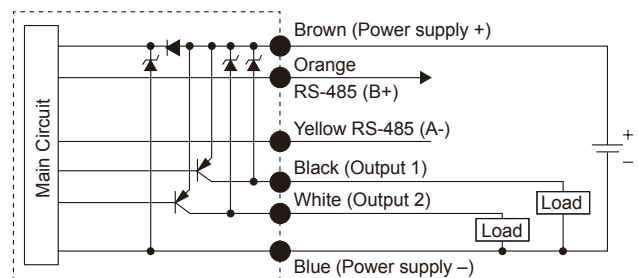 Brown (Power supply +)
Orange
RS-485 (B+)
Yellow RS-485 (A-)
Black (Output 1)
White (Output 2)
Blue (Power supply –)
Main Circuit
Load
Load
+
–